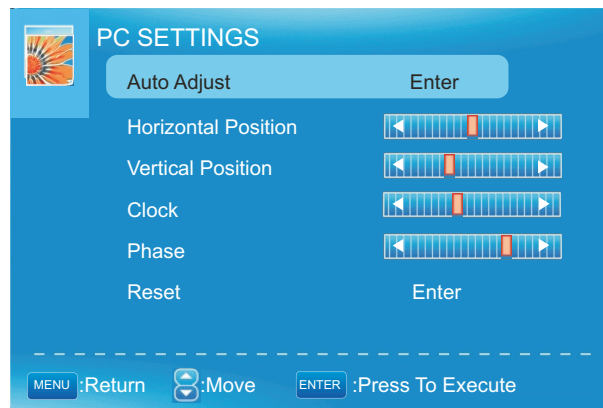 PC SETTINGS
Auto Adjust Enter
Horizontal Position
Vertical Position
Clock
Phase
Reset Enter
MENU :Return :Move ENTER :Press To Execute